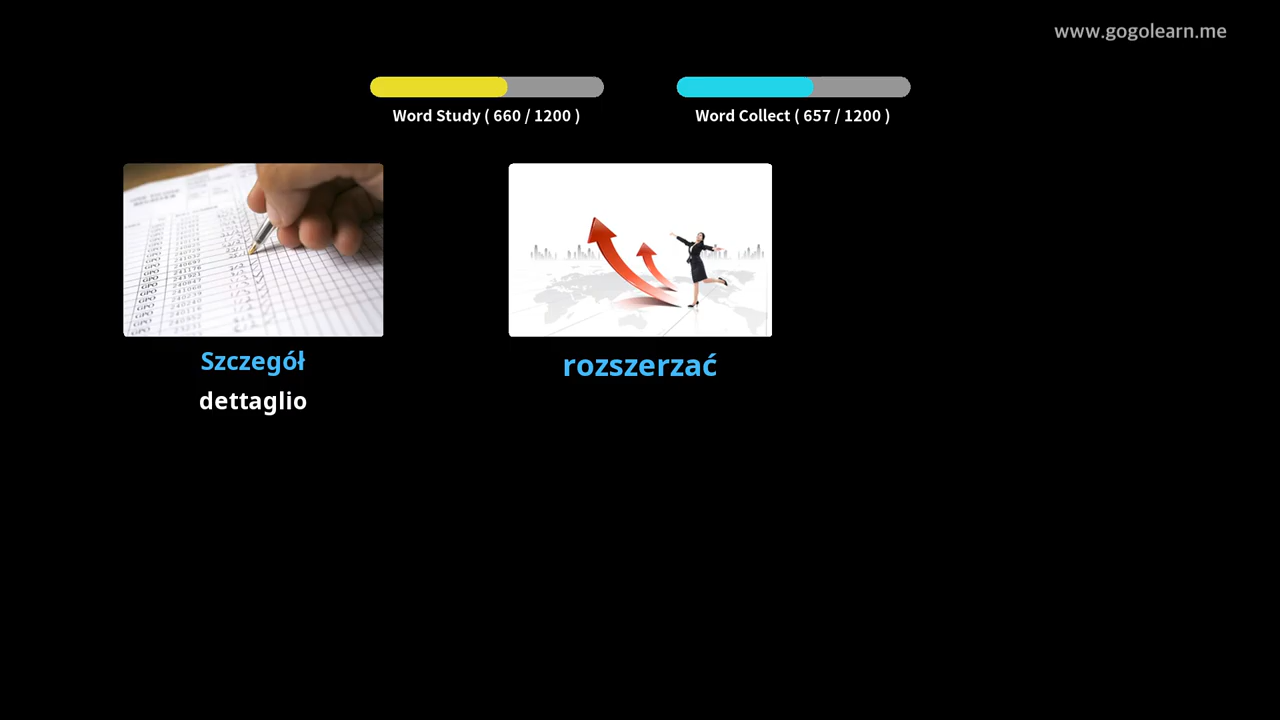 www.gogolearn.me
Word Study ( 660 / 1200 )
Word Collect ( 657 / 1200 )
Szczegół
dettaglio
rozszerzać